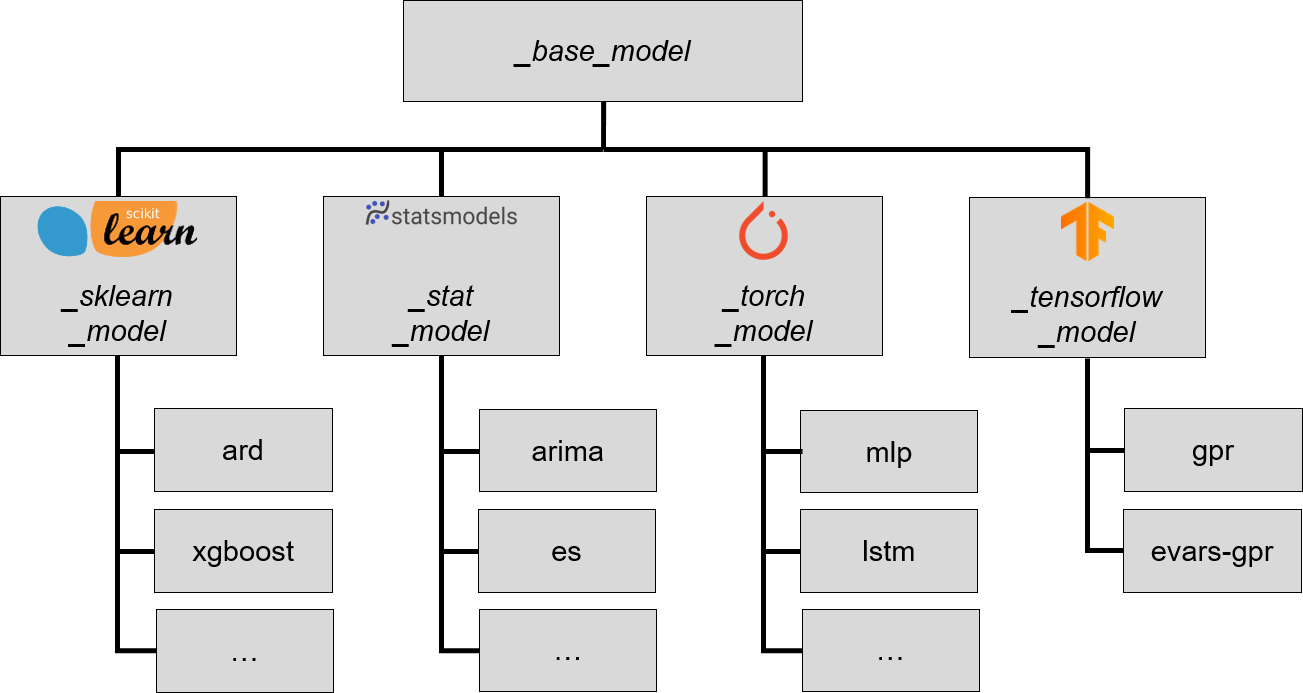 _base_model
scikit
learn
_sklearn
_model
statsmodels
_stat
_model
_torch
_model
TF
_tensorflow
_model
ard
xgboost
...
arima
es
...
mlp
lstm
...
gpr
evars-gpr